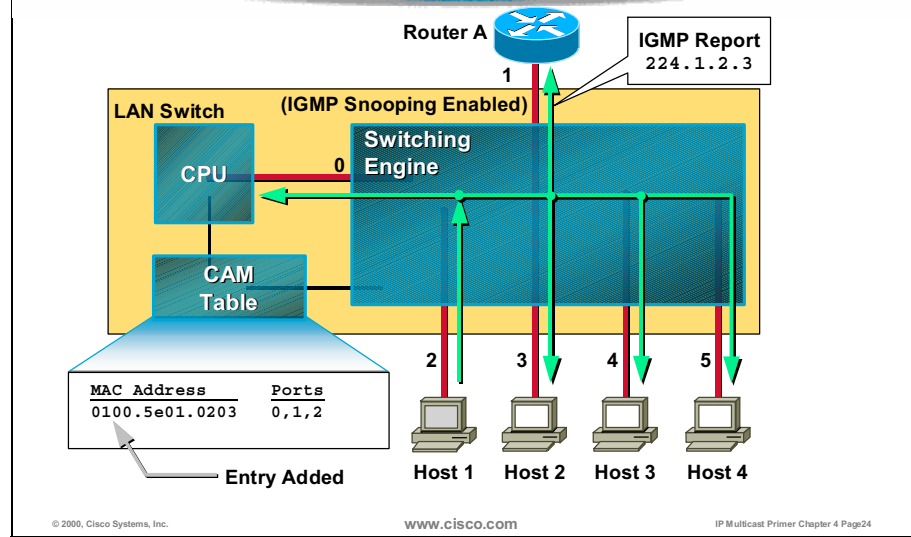 Router A
IGMP Report
224.1.2.3
1
LAN Switch
(IGMP Snooping Enabled)
Switching
Engine
CPU
0
CAM
Table
2
3
4
5
MAC Address Ports
0100.5e01.0203 0,1,2
Entry Added
Host 1
Host 2
Host 3
Host 4
© 2000, Cisco Systems, Inc.
www.cisco.com
IP Multicast Primer Chapter 4 Page24